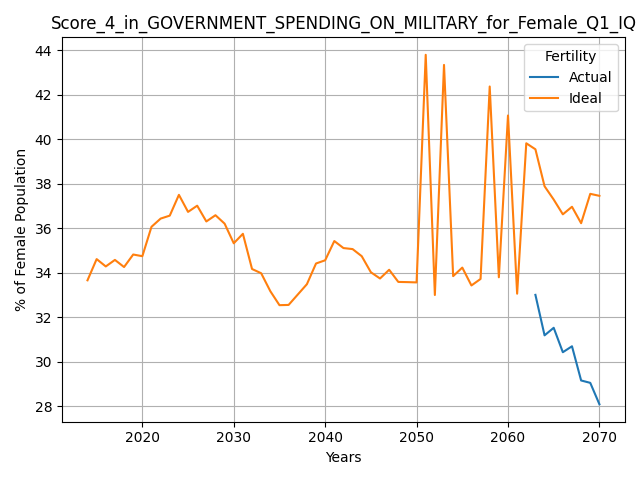 Score_4_in_GOVERNMENT_SPENDING_ON_MILITARY_for_Female_Q1_IQ
Fertility
Actual
Ideal
% of Female Population
44
42
40
38
36
34
32
30
28
2020 2030 2040 2050 2060 2070
Years